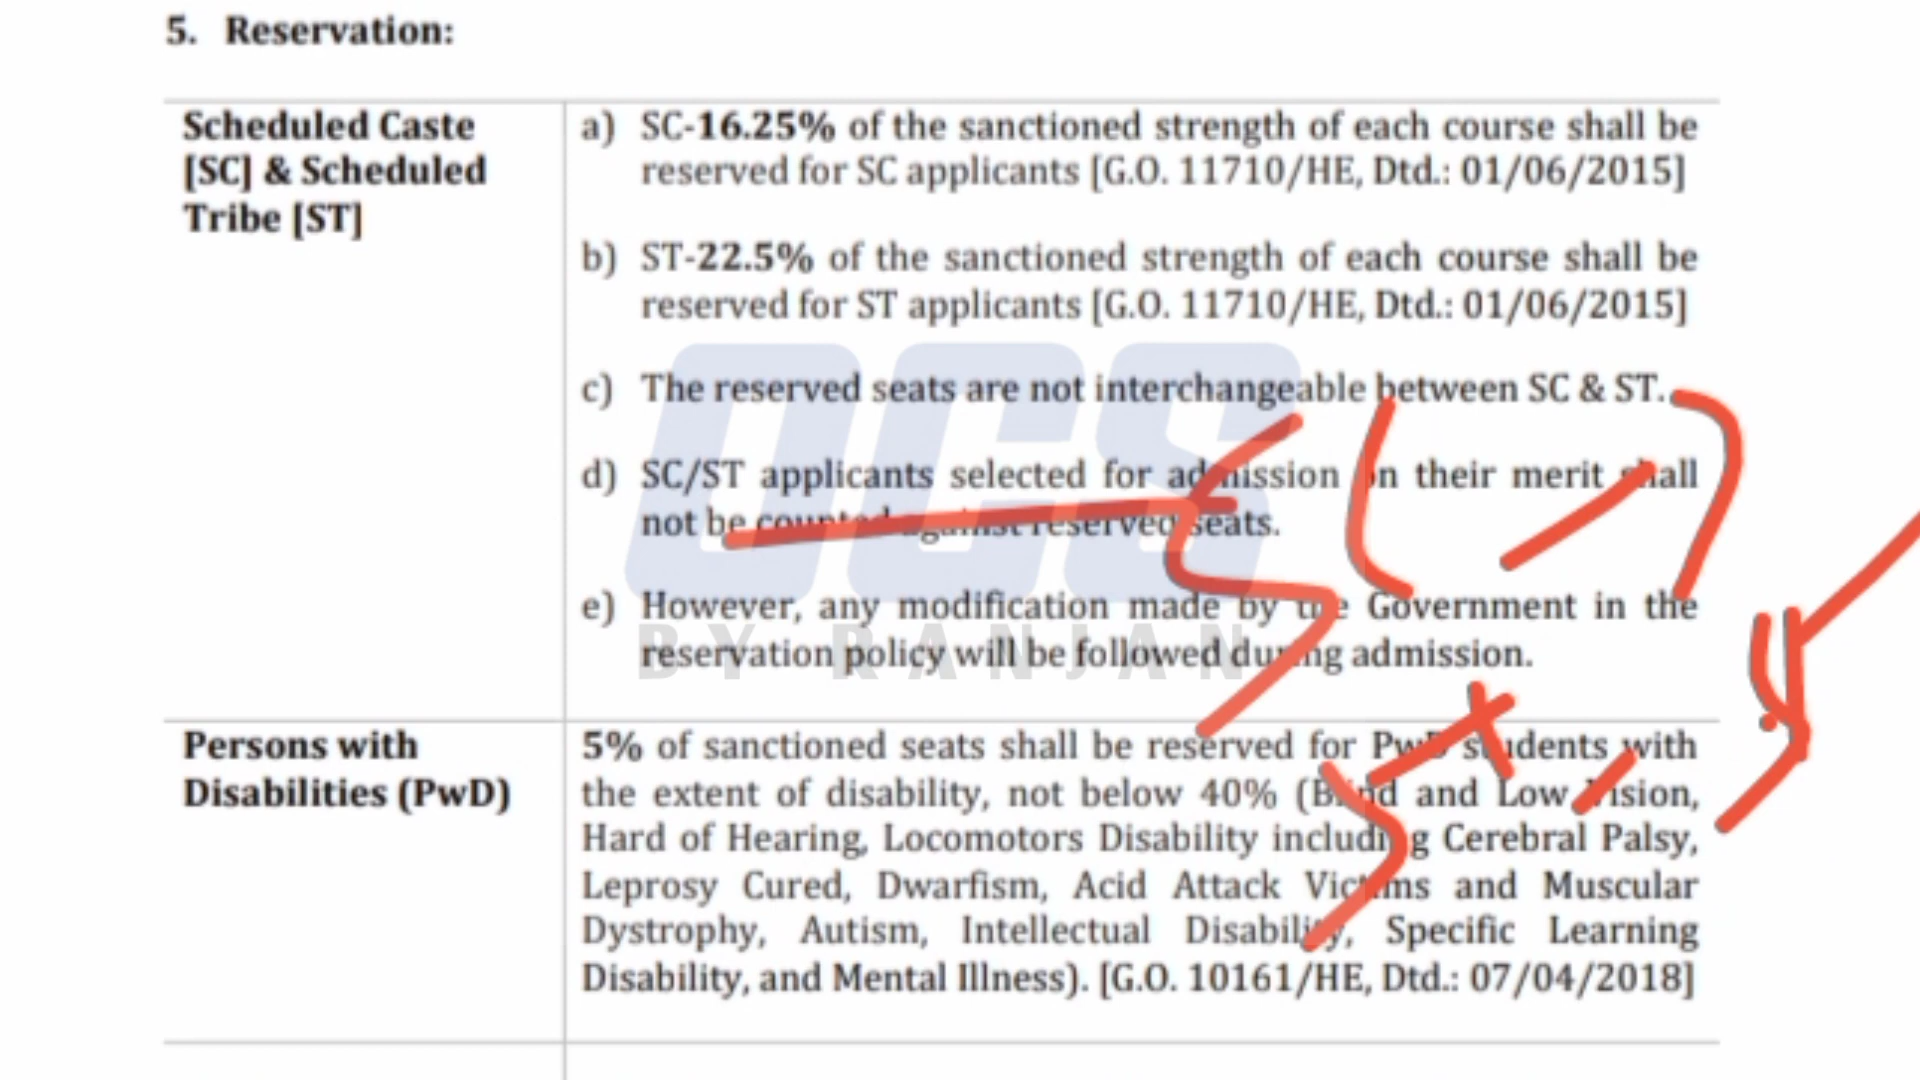 5. Reservation:
Scheduled Caste
[SC] & Scheduled
Tribe [ST]
a) SC-16.25% of the sanctioned strength of each course shall be
reserved for SC applicants [G.O. 11710/HE, Dtd.: 01/06/2015]
b) ST-22.5% of the sanctioned strength of each course shall be
reserved for ST applicants [G.O. 11710/HE, Dtd.: 01/06/2015]
c) The reserved seats are not interchangeable between SC & ST.
d) SC/ST applicants selected for admission on their merit shall
not be counted against reserved seats.
e) However, any modification made by the Government in the
reservation policy will be followed during admission.
OCS
BY RANJAN
Persons with
Disabilities (PwD)
5% of sanctioned seats shall be reserved for PwD students with
the extent of disability, not below 40% (Blind and Low Vision,
Hard of Hearing, Locomotors Disability including Cerebral Palsy,
Leprosy Cured, Dwarfism, Acid Attack Victims and Muscular
Dystrophy, Autism, Intellectual Disability, Specific Learning
Disability, and Mental Illness). [G.O. 10161/HE, Dtd.: 07/04/2018]